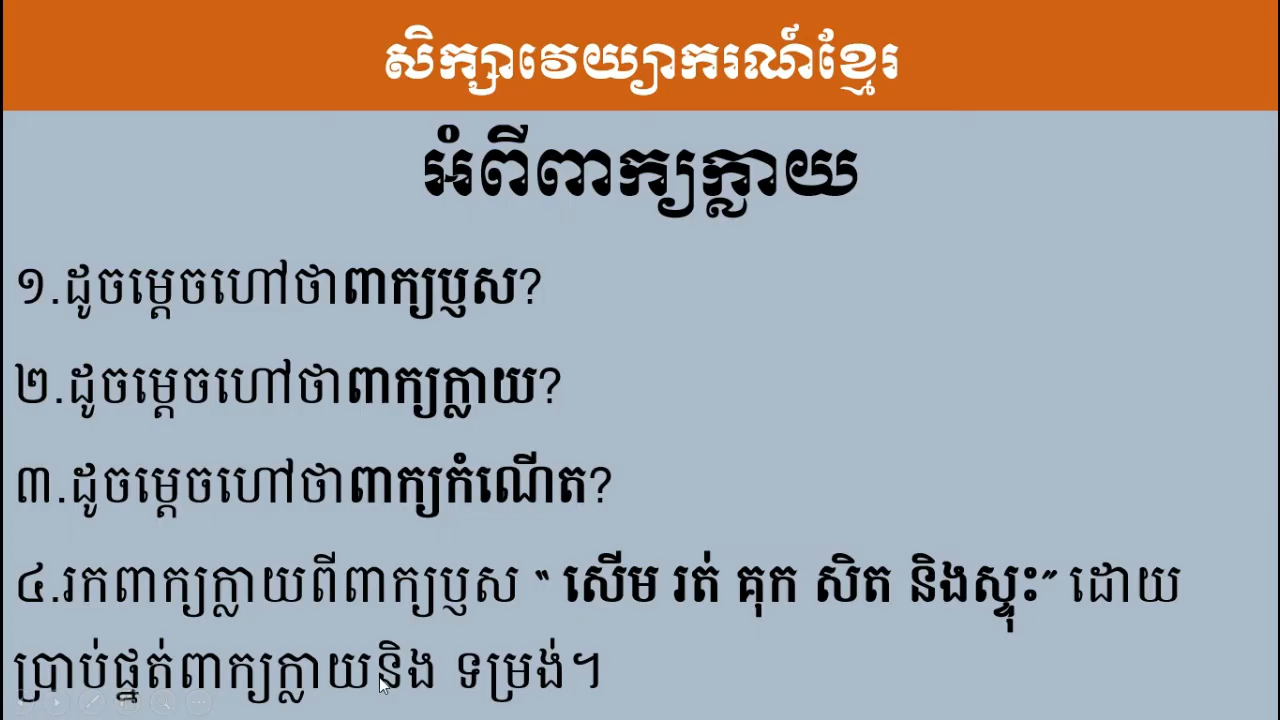 សិក្សាវេយ្យាករណ៍ខ្មែរ
អំពីពាក្យក្លាយ
១.ដូចម្ដេចហៅថាពាក្យឫស?
២.ដូចម្ដេចហៅថាពាក្យក្លាយ?
៣.ដូចម្ដេចហៅថាពាក្យកំណើត?
៤.រកពាក្យក្លាយពីពាក្យឫស “ សើម រត់ គុក សិត និងស្ទុះ” ដោយ
ប្រាប់ផ្នត់ពាក្យក្លាយនិង ទម្រង់។